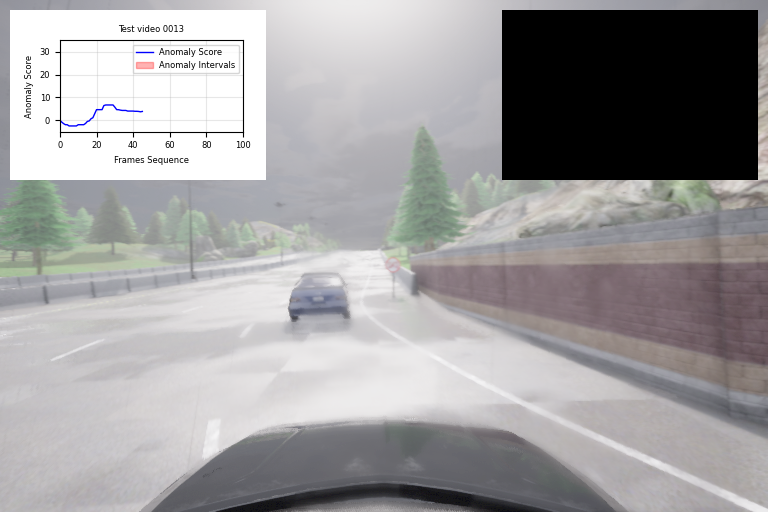 Test video 0013
Anomaly Score
Anomaly Intervals
Anomaly Score
30
20
10
0
0 20 40 60 80 100
Frames Sequence